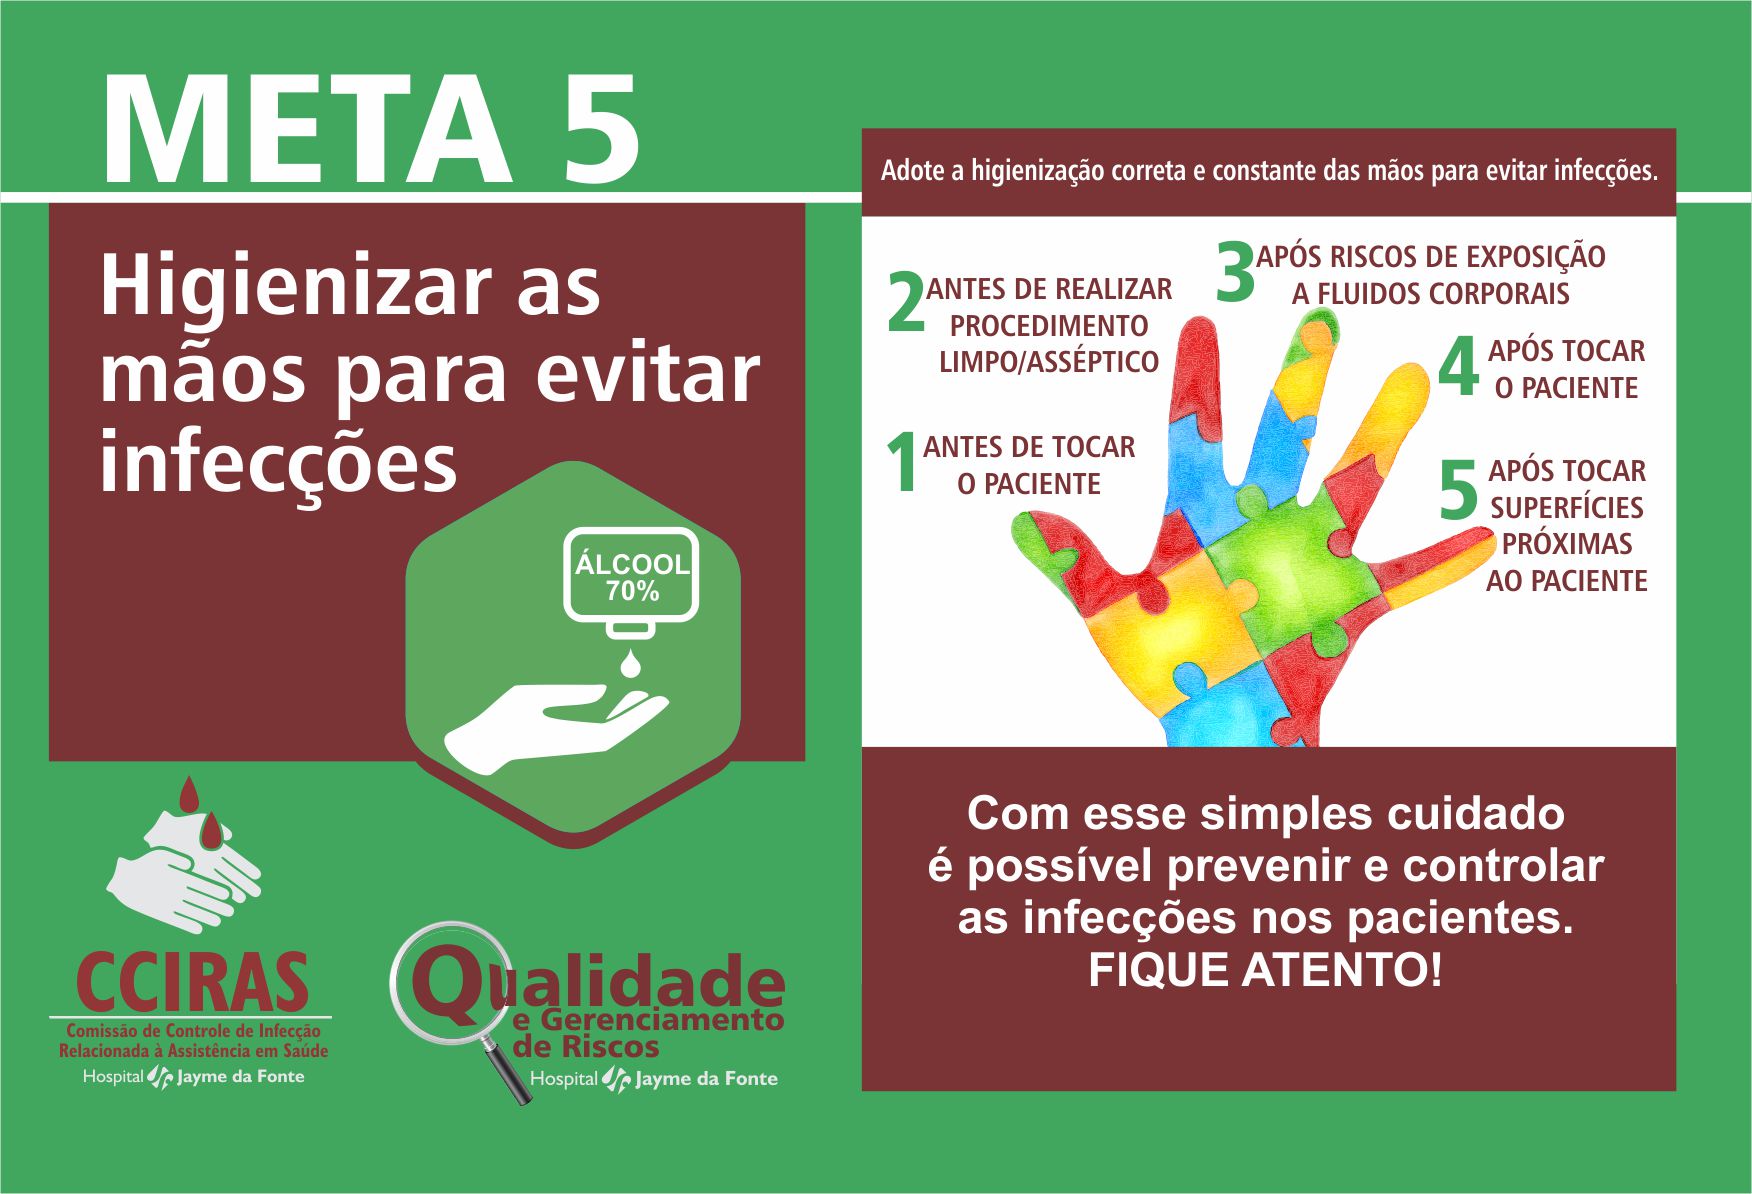 META 5
Higienizar as
mãos para evitar
infecções
ÁLCOOL
70%
CCIRAS
Comissão de Controle de Infecção
Relacionada à Assistência em Saúde
Hospital Jayme da Fonte
Qualidade
e Gerenciamento
de Riscos
Hospital Jayme da Fonte
Adote a higienização correta e constante das mãos para evitar infecções.
1 ANTES DE TOCAR
O PACIENTE
2 ANTES DE REALIZAR
PROCEDIMENTO
LIMPO/ASSÉPTICO
3 APÓS RISCOS DE EXPOSIÇÃO
A FLUIDOS CORPORAIS
4 APÓS TOCAR
O PACIENTE
5 APÓS TOCAR
SUPERFÍCIES
PRÓXIMAS
AO PACIENTE
Com esse simples cuidado
é possível prevenir e controlar
as infecções nos pacientes.
FIQUE ATENTO!